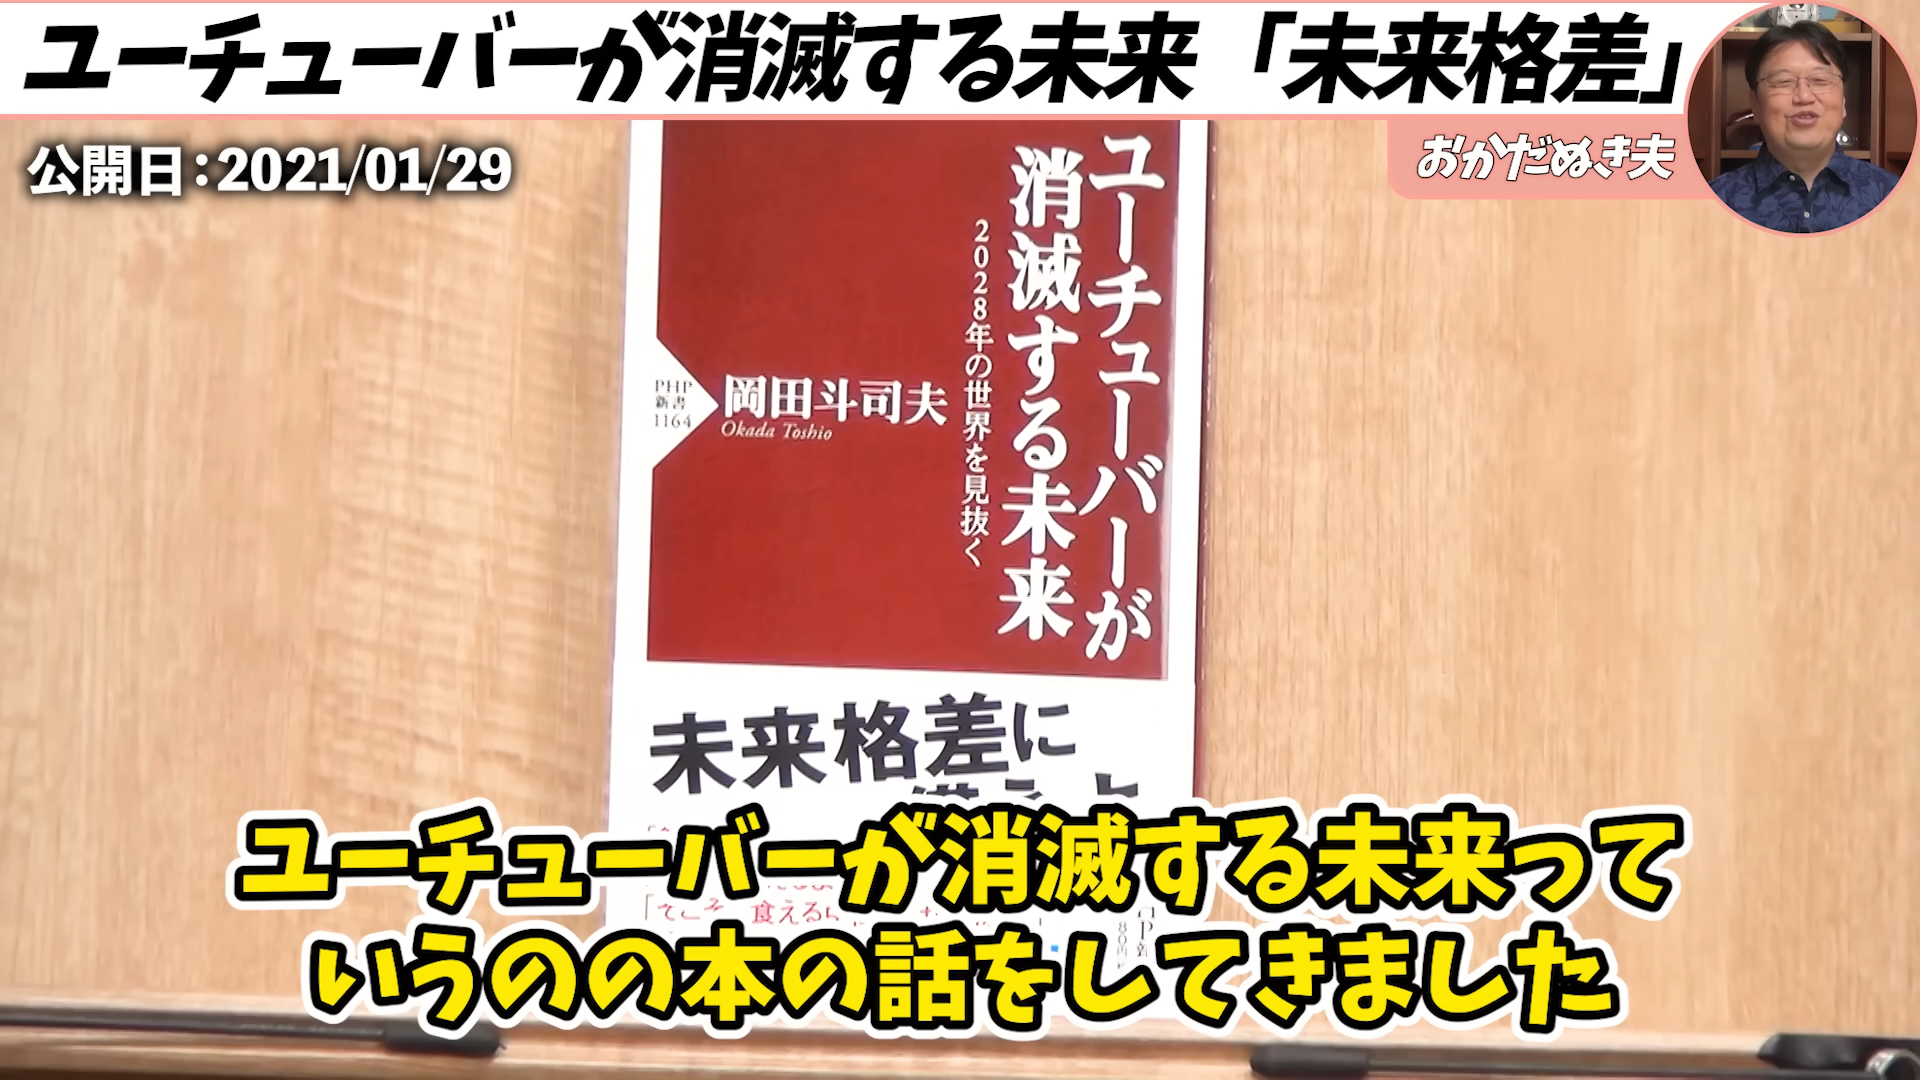 ユーチューバーが消滅する未来「未来格差」
おかだぬき夫
公開日：2021/01/29
ユーチューバーが
消滅する未来
2028年の世界を見抜く
岡田斗司夫
Okada Toshio
PHP
新書
1164
未来格差に
ユーチューバーが消滅する未来って
いうのの本の話をしてきました